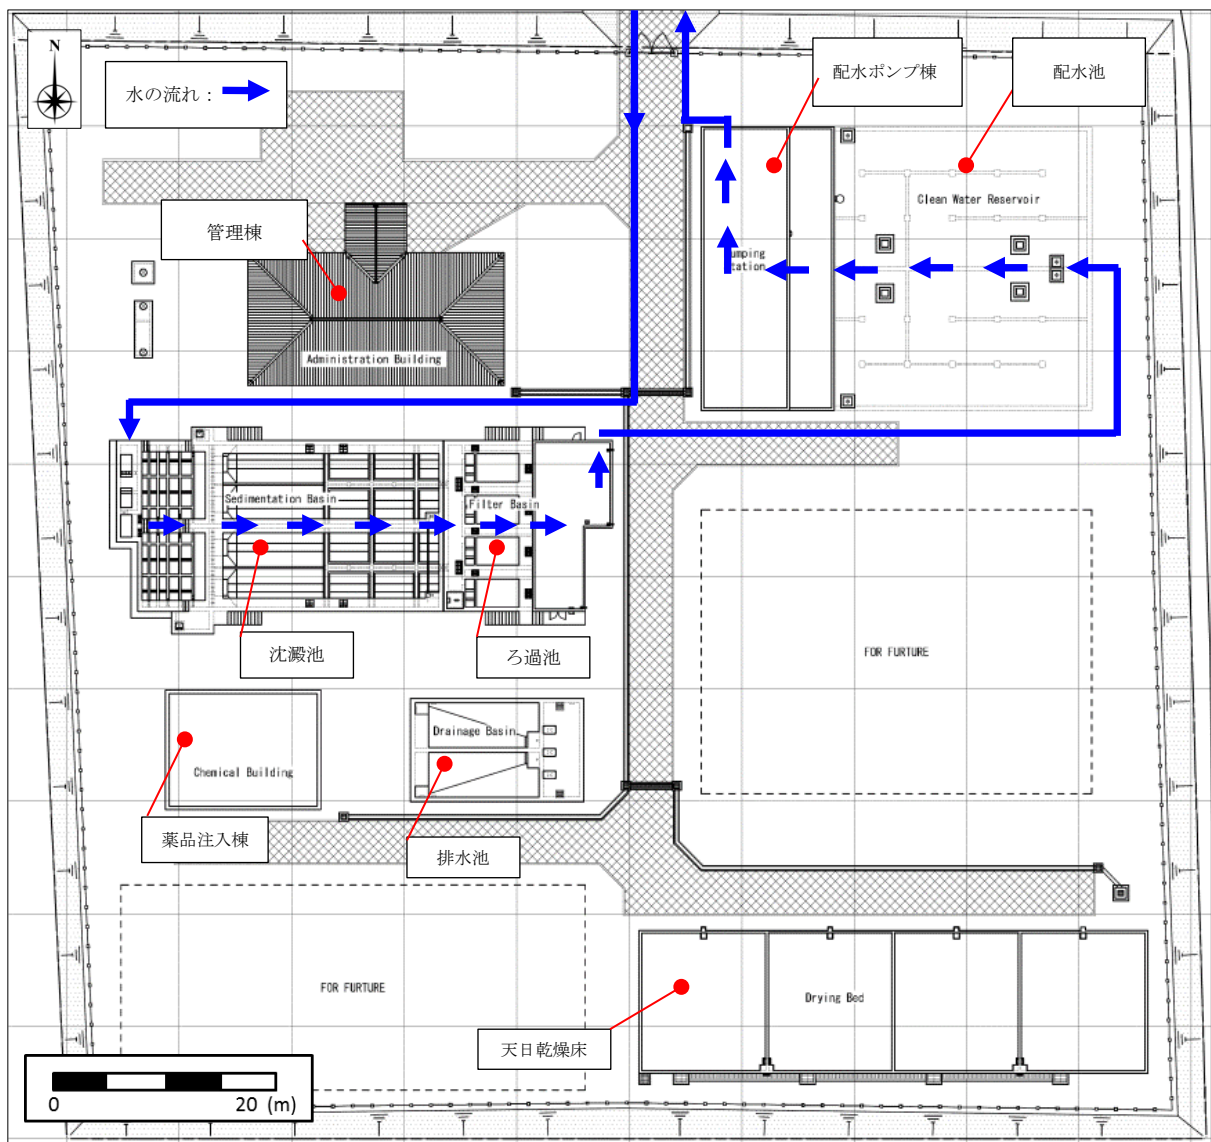 N
水の流れ：
配水ポンプ棟
配水池
管理棟
Clean Water Reservoir
umping
tation
Administration Building
Sedimentation Basin
Filter Basin
沈澱池
ろ過池
FOR FURTURE
Drainage Basin
Chemical Building
薬品注入棟
排水池
FOR FURTURE
Drying Bed
天日乾燥床
0 20 (m)